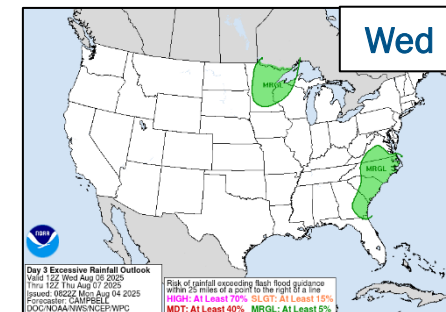 Wed
MRGL
MRGL
NOAA
Day 3 Excessive Rainfall Outlook
Valid 12Z Wed Aug 06 2025
Thru 12Z Thu Aug 07 2025
Issued: 0822Z Mon Aug 04 2025
Forecaster: CAMPBELL
DOC/NOAA/NWS/NCEP/WPC
Risk of rainfall exceeding flash flood guidance
within 25 miles of a point to the right of a line
HIGH: At Least 70% SLGT: At Least 15%
MDT: At Least 40% MRGL: At Least 5%